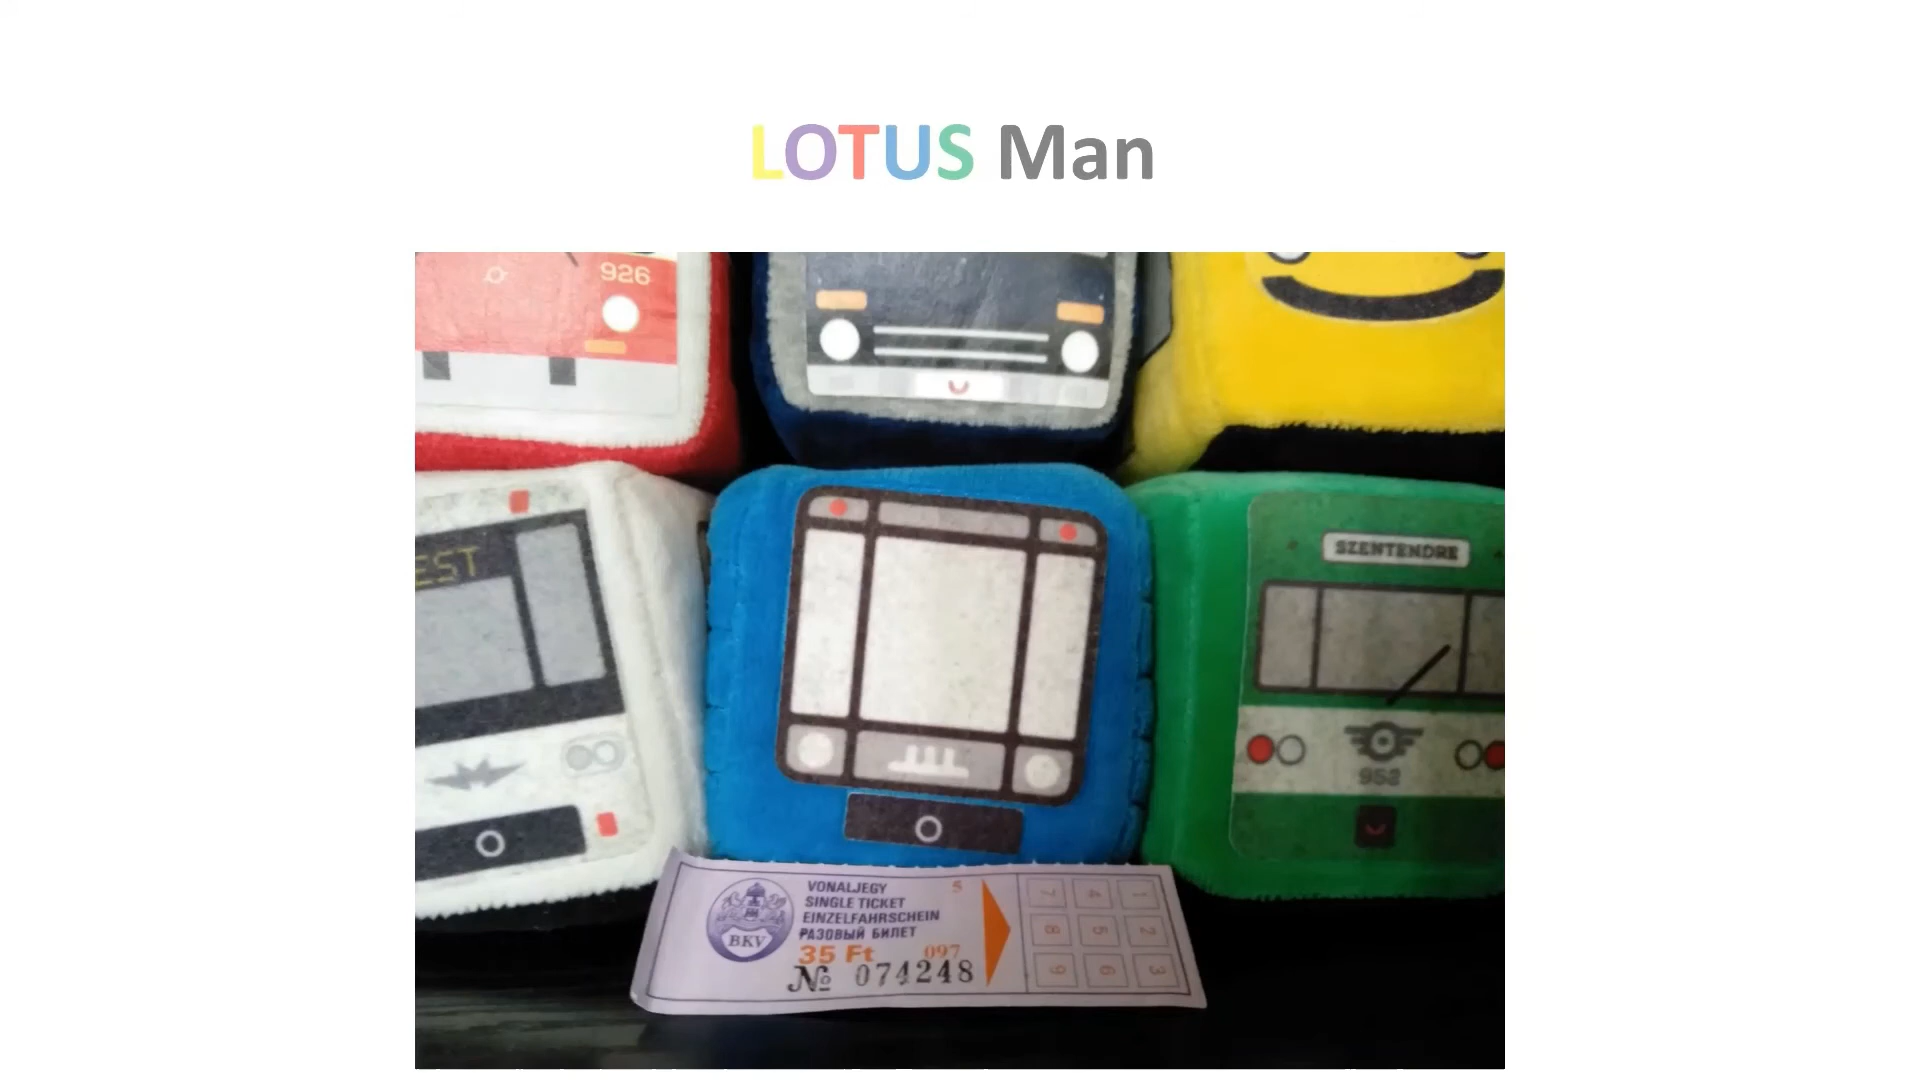 LOTUS Man
926
EST
SZENTENDRE
952
BKV
VONALJEGY
SINGLE TICKET
EINZELFAHRSCHEIN
РАЗОВЫЙ БИЛЕТ
35 Ft
5
097
№ 074248
7 4 1
8 5 2
9 6 3